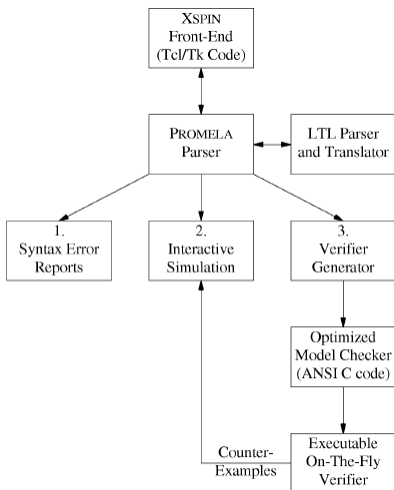 XSPIN
Front-End
(Tcl/Tk Code)
PROMELA
Parser
LTL Parser
and Translator
1.
Syntax Error
Reports
2.
Interactive
Simulation
3.
Verifier
Generator
Optimized
Model Checker
(ANSI C code)
Counter-
Examples
Executable
On-The-Fly
Verifier